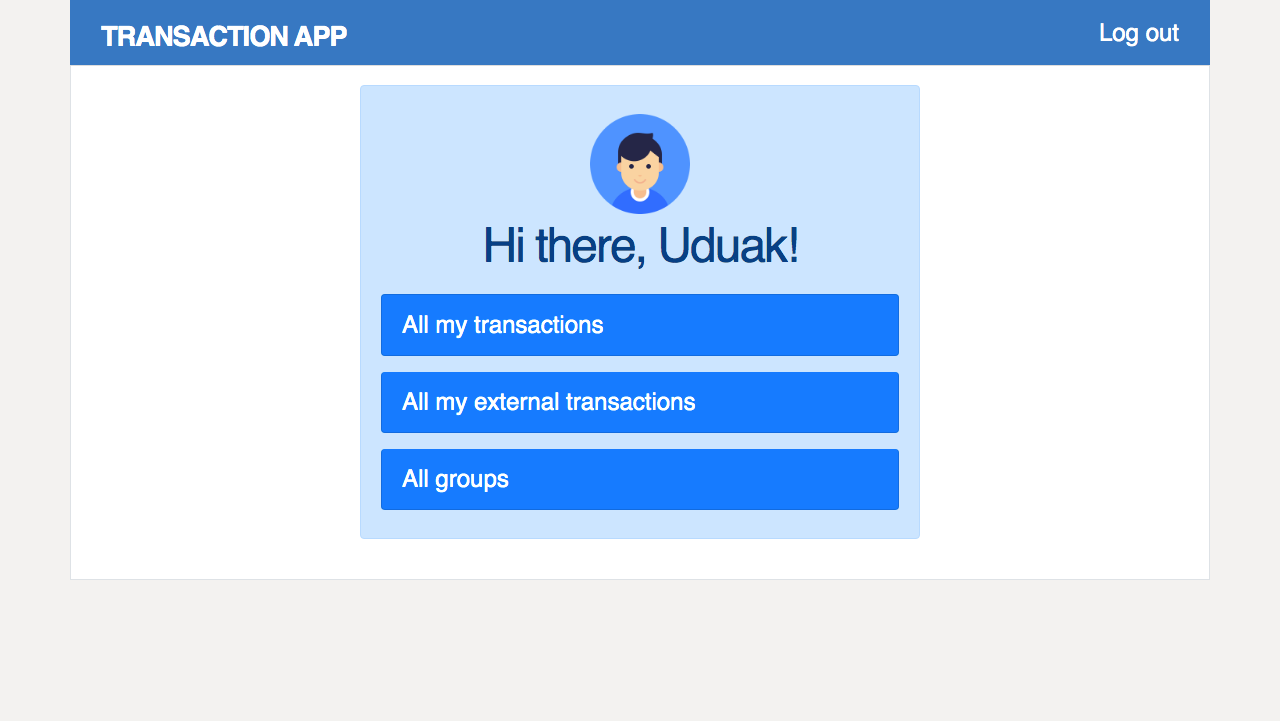 TRANSACTION APP
Log out
Hi there, Uduak!
All my transactions
All my external transactions
All groups